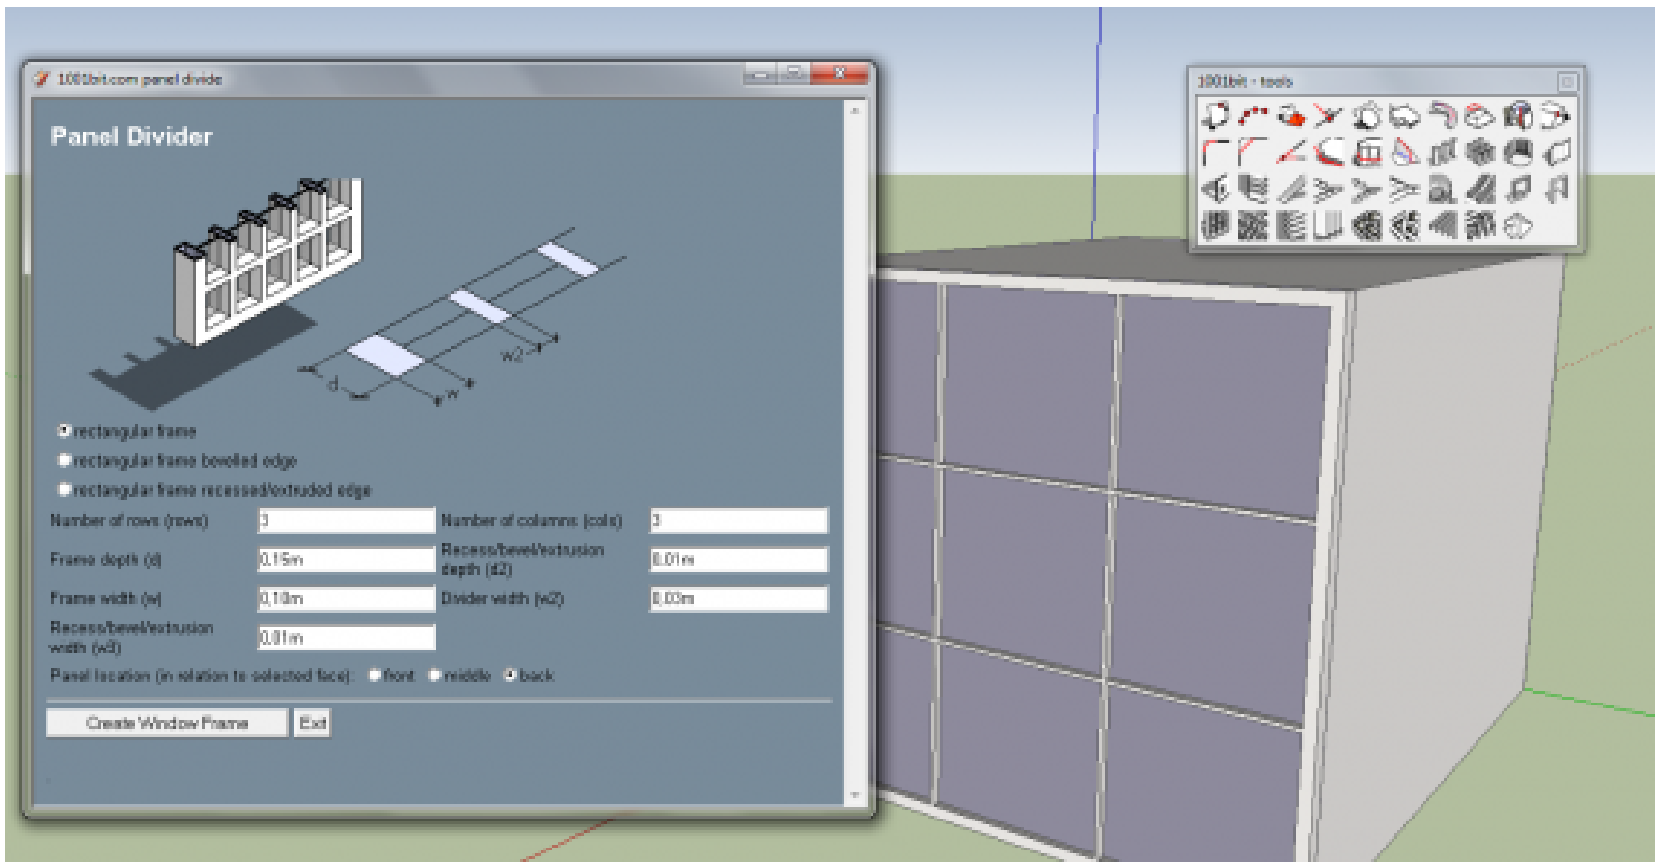 1001bit.com panel divide
1001bit - tools
Panel Divider
d
w
w2
rectangular frame
rectangular frame bevelled edge
rectangular frame recessed/extruded edge
Number of rows (rows) 3 Number of columns (cols) 3
Frame depth (d) 0.15m Recess/bevel/extrusion depth (d2) 0.01m
Frame width (w) 0,10m Divider width (w2) 0,03m
Recess/bevel/extrusion width (w3) 0.01m
Panel location (in relation to selected face): front middle back
Create Window Frame Exit